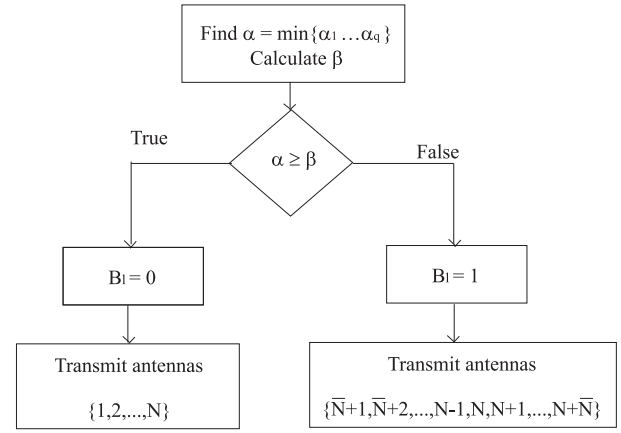 Find α = min{α₁ ...α_q}
Calculate β
True
α ≥ β
False
Bₗ = 0
Bₗ = 1
Transmit antennas
{1,2,...,N}
Transmit antennas
{N̅+1,N̅+2,...,N-1,N,N+1,...,N+N̅}